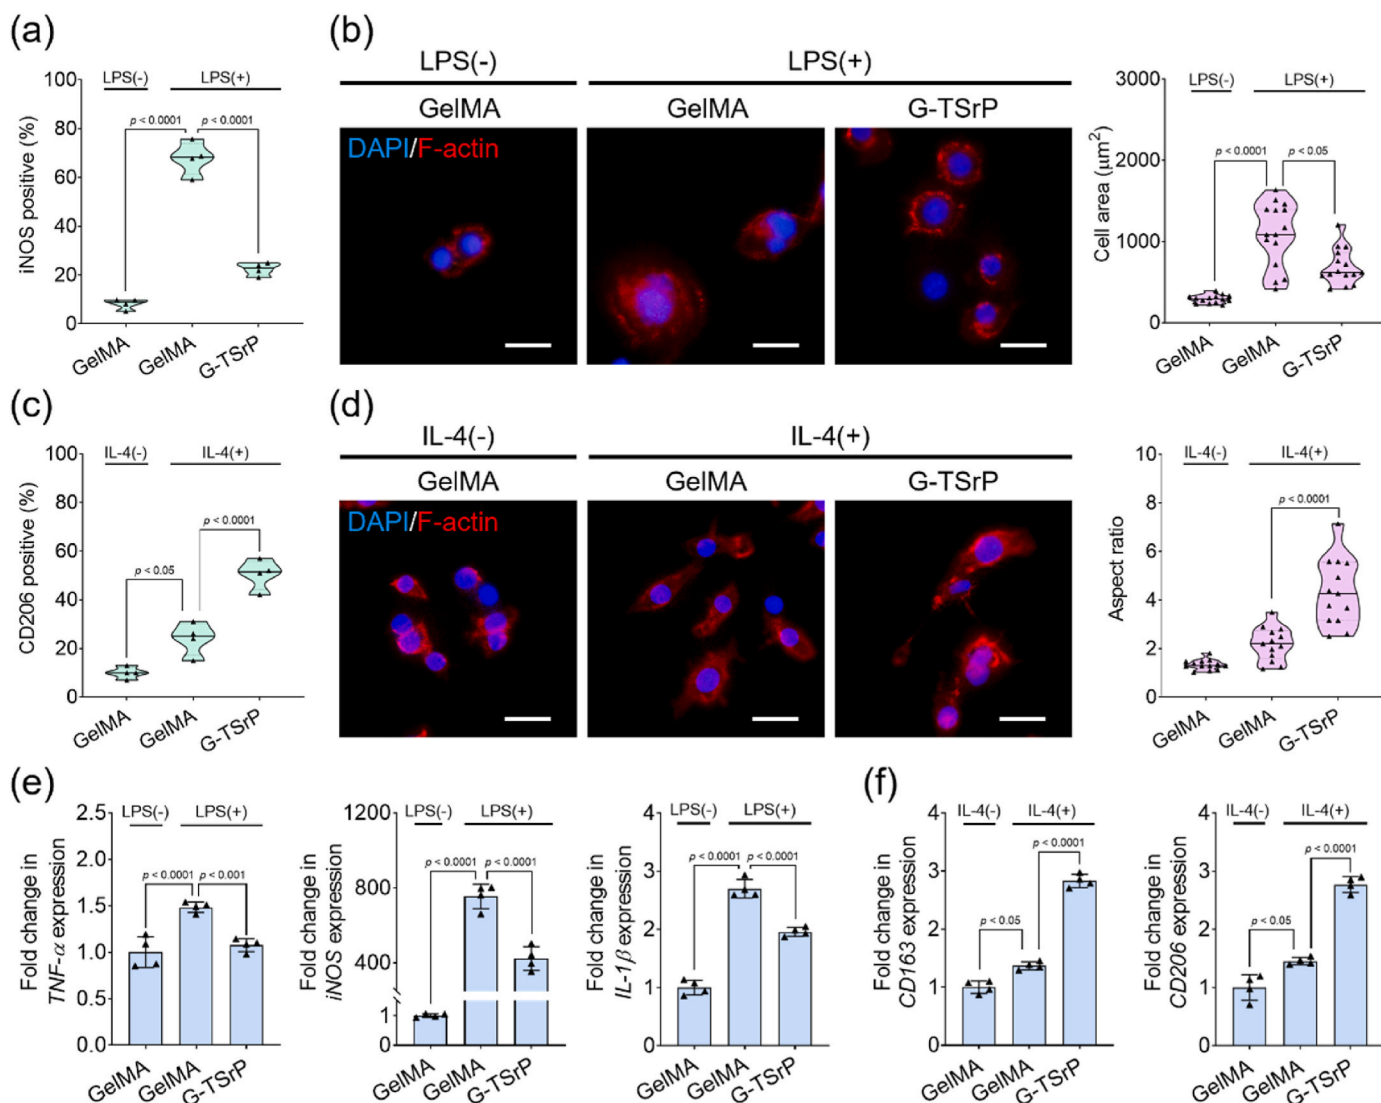 (a)
LPS(-) LPS(+)
iNOS positive (%)
100
80
60
40
20
0
p < 0.0001 p < 0.0001
GelMA GelMA G-TSrP
(b)
LPS(-) LPS(+)
GelMA GelMA G-TSrP
DAPI/F-actin
LPS(-) LPS(+)
Cell area (μm²)
3000
2000
1000
0
p < 0.0001 p < 0.05
GelMA GelMA G-TSrP
(c)
IL-4(-) IL-4(+)
CD206 positive (%)
100
80
60
40
20
0
p < 0.05 p < 0.0001
GelMA GelMA G-TSrP
(d)
IL-4(-) IL-4(+)
GelMA GelMA G-TSrP
DAPI/F-actin
IL-4(-) IL-4(+)
Aspect ratio
10
8
6
4
2
0
p < 0.0001
GelMA GelMA G-TSrP
(e)
LPS(-) LPS(+)
Fold change in
TNF-α expression
2.5
2.0
1.5
1.0
0.5
0.0
p < 0.0001 p < 0.001
GelMA GelMA G-TSrP
LPS(-) LPS(+)
Fold change in
iNOS expression
1200
800
400
1
0
p < 0.0001 p < 0.0001
GelMA GelMA G-TSrP
LPS(-) LPS(+)
Fold change in
IL-1β expression
4
3
2
1
0
p < 0.0001 p < 0.0001
GelMA GelMA G-TSrP
(f)
IL-4(-) IL-4(+)
Fold change in
CD163 expression
4
3
2
1
0
p < 0.05 p < 0.0001
GelMA GelMA G-TSrP
IL-4(-) IL-4(+)
Fold change in
CD206 expression
4
3
2
1
0
p < 0.05 p < 0.0001
GelMA GelMA G-TSrP